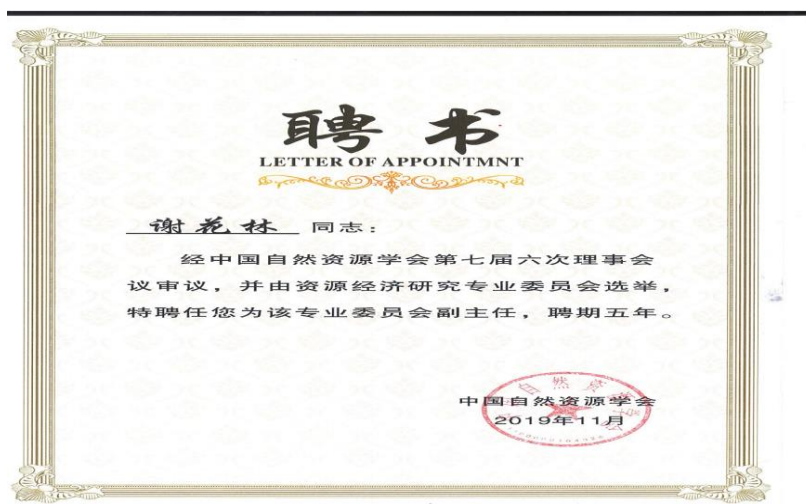 聘书
LETTER OF APPOINTMNT
谢花林 同志：
经中国自然资源学会第七届六次理事会
议审议，并由资源经济研究专业委员会选举，
特聘任您为该专业委员会副主任，聘期五年。
中国自然资源学会
2019年11月